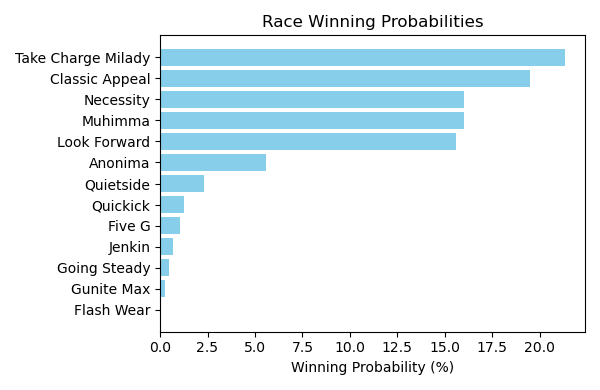 Race Winning Probabilities
Take Charge Milady
Classic Appeal
Necessity
Muhimma
Look Forward
Anonima
Quietside
Quickick
Five G
Jenkin
Going Steady
Gunite Max
Flash Wear
0.0 2.5 5.0 7.5 10.0 12.5 15.0 17.5 20.0
Winning Probability (%)